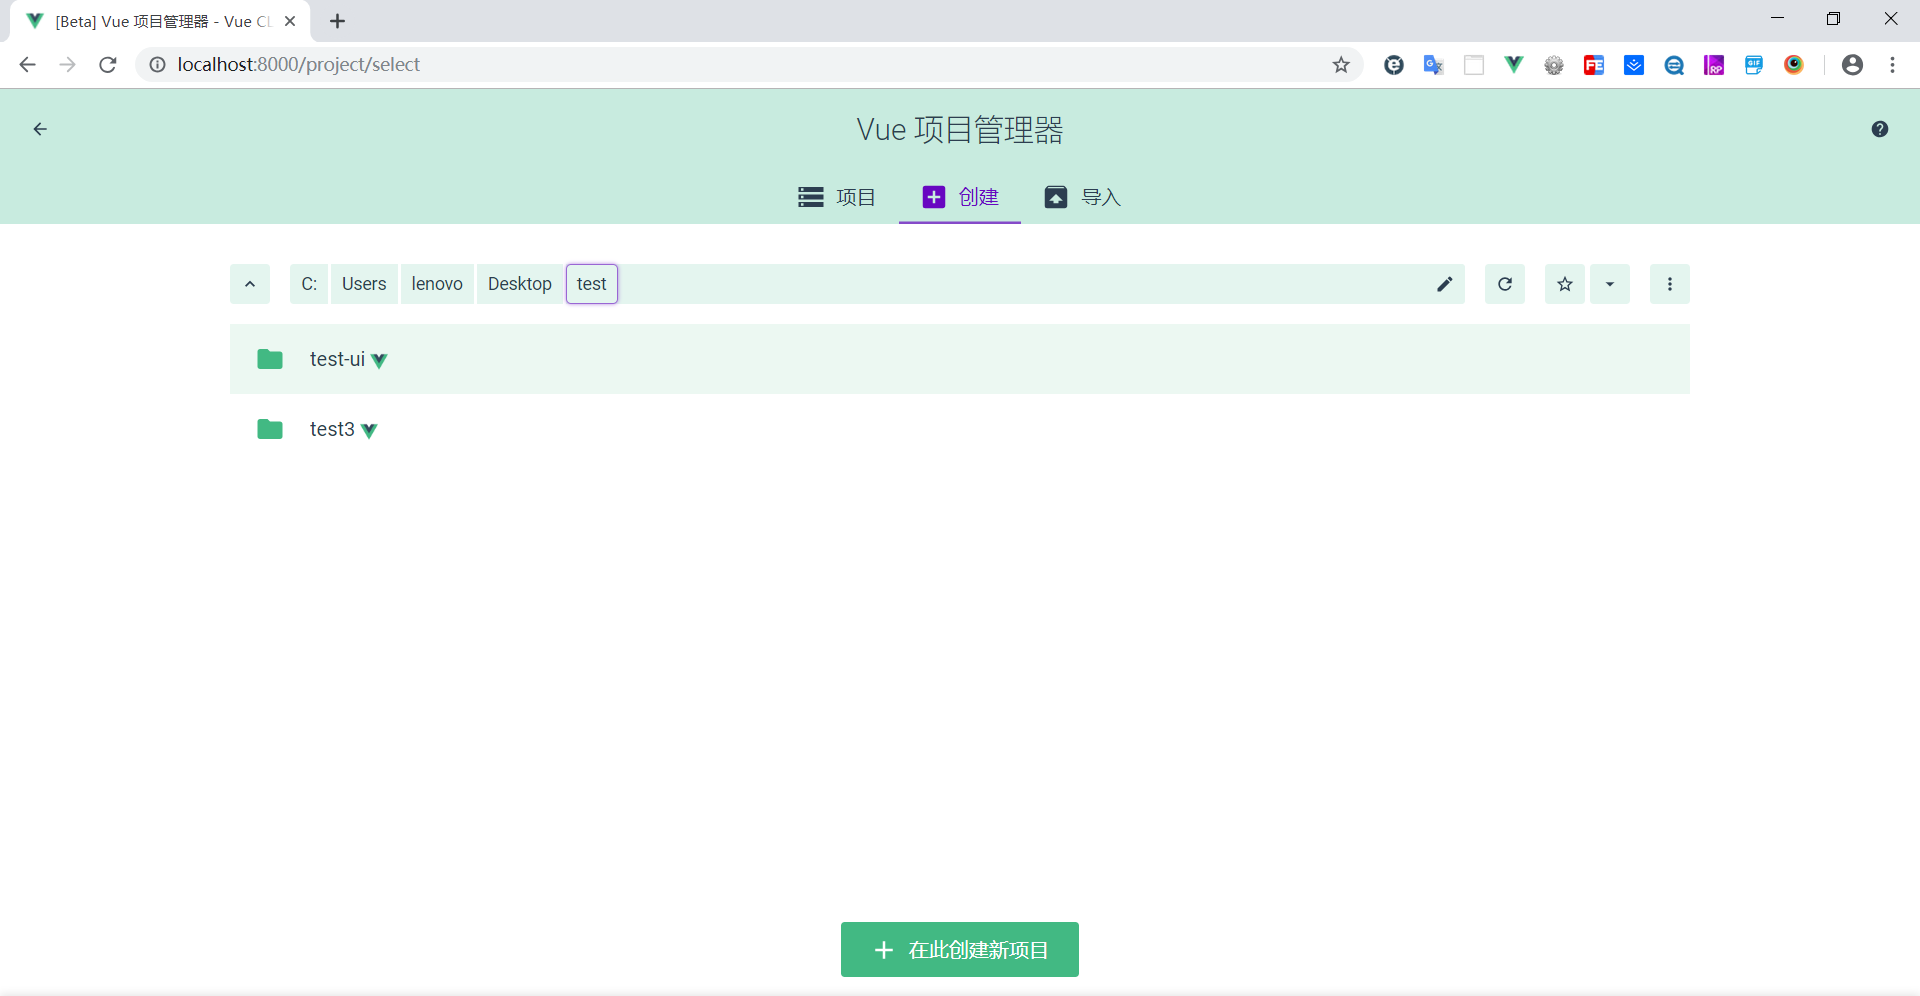 [Beta] Vue 项目管理器 - Vue CL
localhost:8000/project/select
Vue 项目管理器
项目
创建
导入
C:
Users
lenovo
Desktop
test
test-ui
test3
在此创建新项目